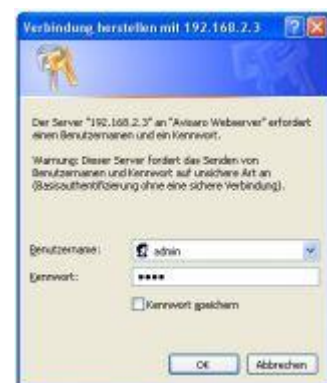 Verbindung herstellen mit 192.168.2.3
Der Server "192.168.2.3" an "Avisaro Webserver" erfordert
einen Benutzernamen und ein Kennwort.
Warnung: Dieser Server fordert das Senden von
Benutzernamen und Kennwort auf unsichere Art an
(Basisauthentifizierung ohne eine sichere Verbindung).
Benutzername:
admin
Kennwort:
••••
Kennwort speichern
OK
Abbrechen